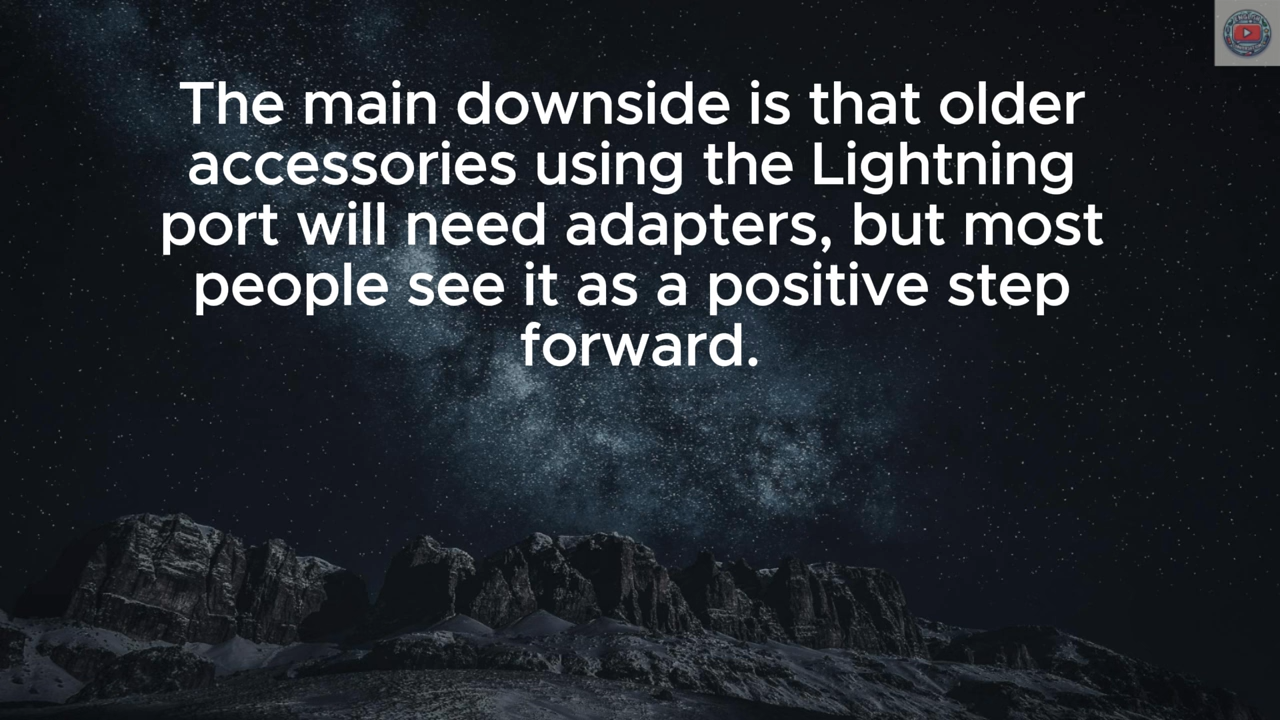 The main downside is that older
accessories using the Lightning
port will need adapters, but most
people see it as a positive step
forward.